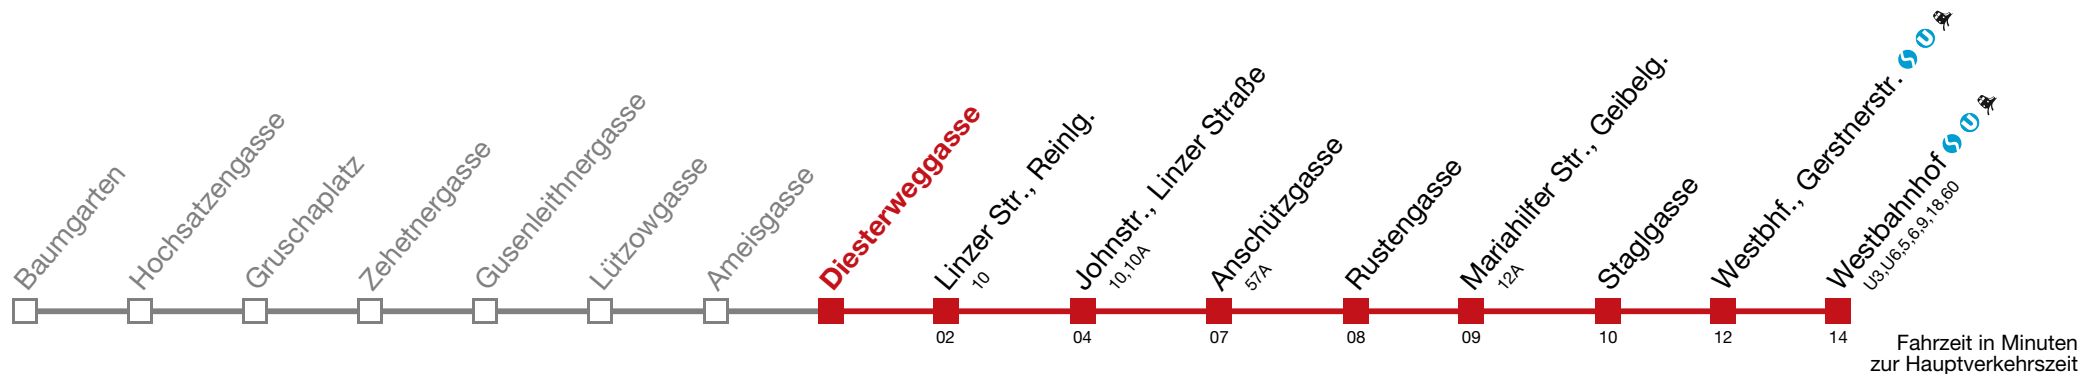 Baumgarten
Hochsatzengasse
Gruschaplatz
Zehetnergasse
Gusenleithnergasse
Lützowgasse
Ameisgasse
Diesterweggasse
Linzer Str., Reinlg.
10
Johnstr., Linzer Straße
10,10A
Anschützgasse
57A
Rustengasse
Mariahilfer Str., Geibelg.
12A
Staglgasse
Westbhf., Gerstnerstr. S U
Westbahnhof S U
U3,U6,5,6,9,18,60
02
04
07
08
09
10
12
14
Fahrzeit in Minuten
zur Hauptverkehrszeit